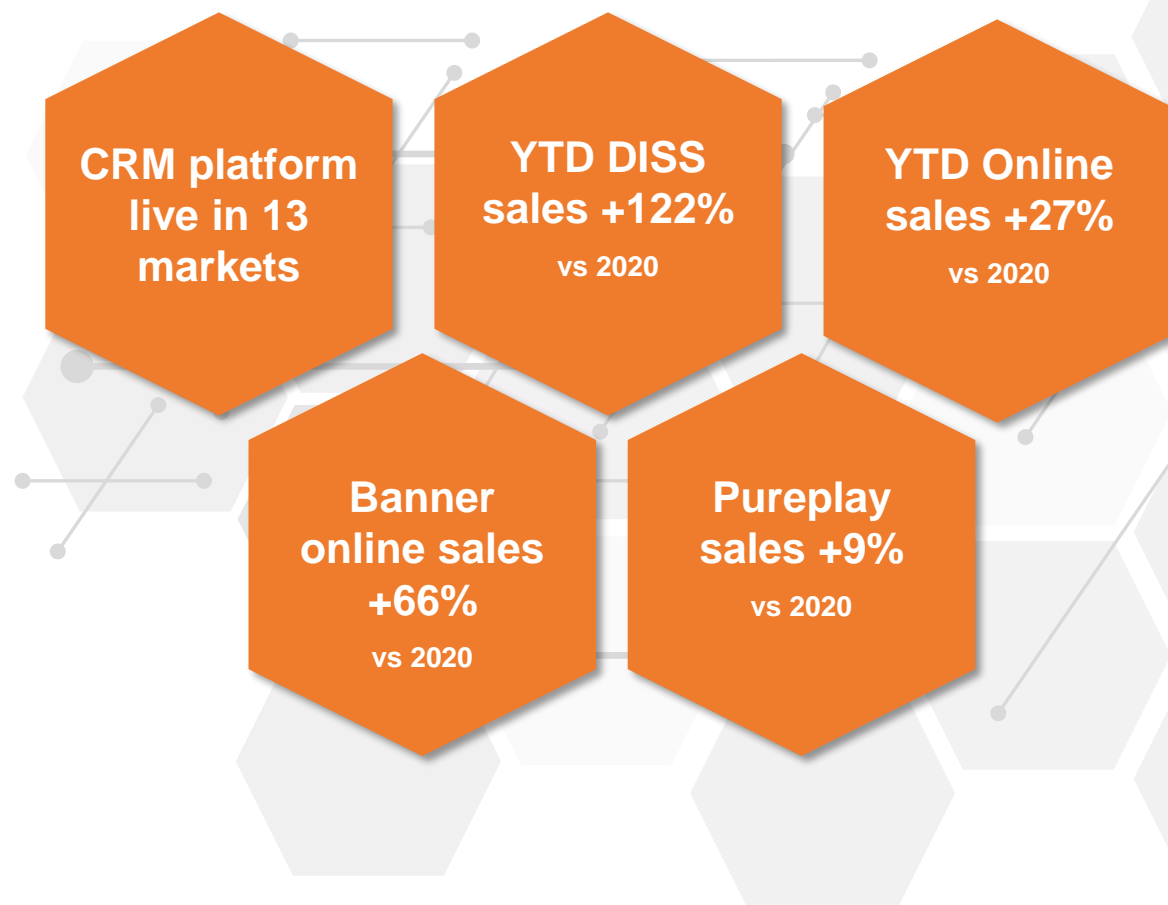 CRM platform
live in 13
markets
YTD DISS
sales +122%
vs 2020
YTD Online
sales +27%
vs 2020
Banner
online sales
+66%
vs 2020
Pureplay
sales +9%
vs 2020